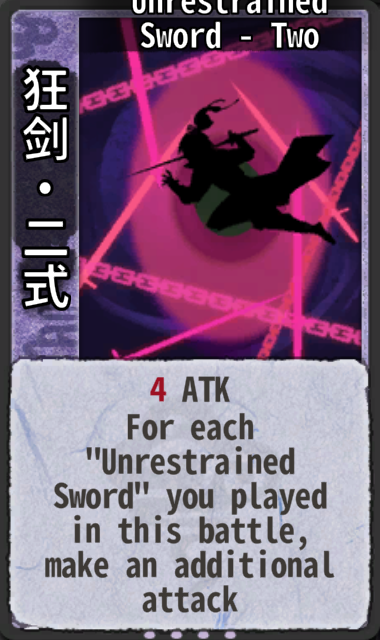 Unrestrained
Sword - Two
狂剑・二式
4 ATK
For each
"Unrestrained
Sword" you played
in this battle,
make an additional
attack